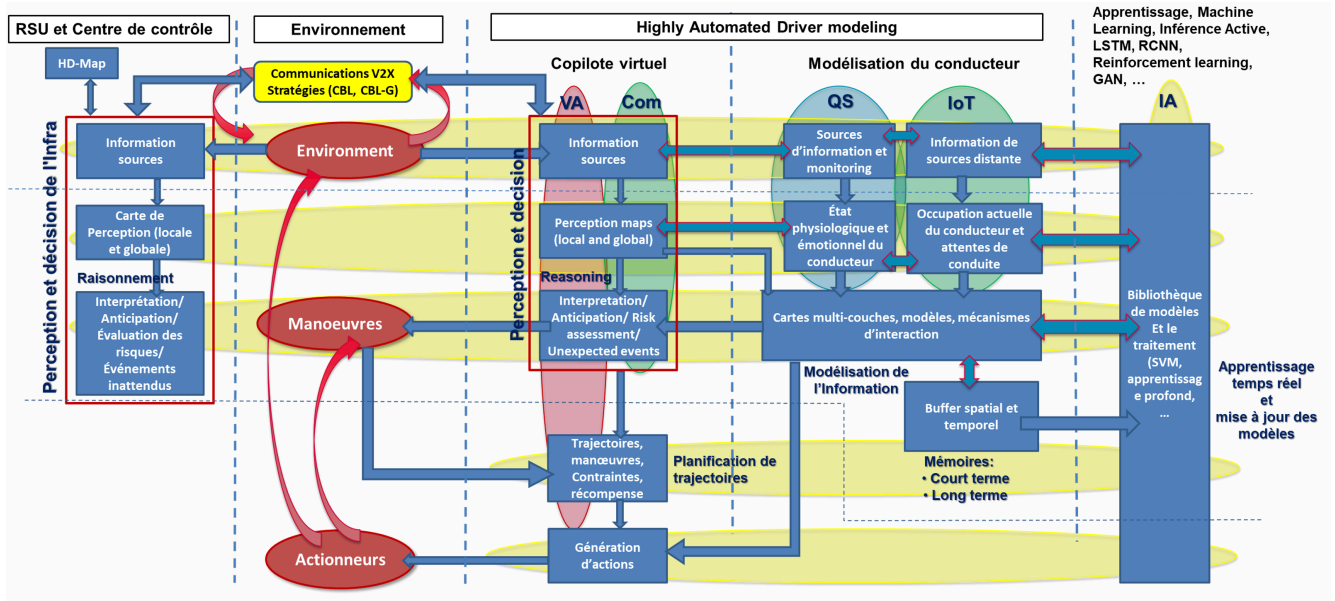 RSU et Centre de contrôle
HD-Map
Perception et décision de l'Infra
Information
sources
Carte de
Perception (locale
et globale)
Raisonnement
Interprétation/
Anticipation/
Évaluation des
risques/
Événements
inattendus
Environnement
Communications V2X
Stratégies (CBL, CBL-G)
Environment
Manoeuvres
Actionneurs
Highly Automated Driver modeling
Copilote virtuel
VA
Com
Perception et decision
Information
sources
Perception maps
(local and global)
Reasoning
Interpretation/
Anticipation/ Risk
assessment/
Unexpected events
Trajectoires,
manœuvres,
Contraintes,
récompense
Planification de
trajectoires
Génération
d'actions
Modélisation du conducteur
QS
IoT
Sources
d'information et
monitoring
Information de
sources distante
État
physiologique et
émotionnel du
conducteur
Occupation actuelle
du conducteur et
attentes de
conduite
Cartes multi-couches, modèles, mécanismes
d'interaction
Modélisation de
l'Information
Buffer spatial et
temporel
Mémoires:
• Court terme
• Long terme
Apprentissage, Machine
Learning, Inférence Active,
LSTM, RCNN,
Reinforcement learning,
GAN, …
IA
Bibliothèque
de modèles
Et le
traitement
(SVM,
apprentissag
e profond,
…
Apprentissage
temps réel
et
mise à jour des
modèles